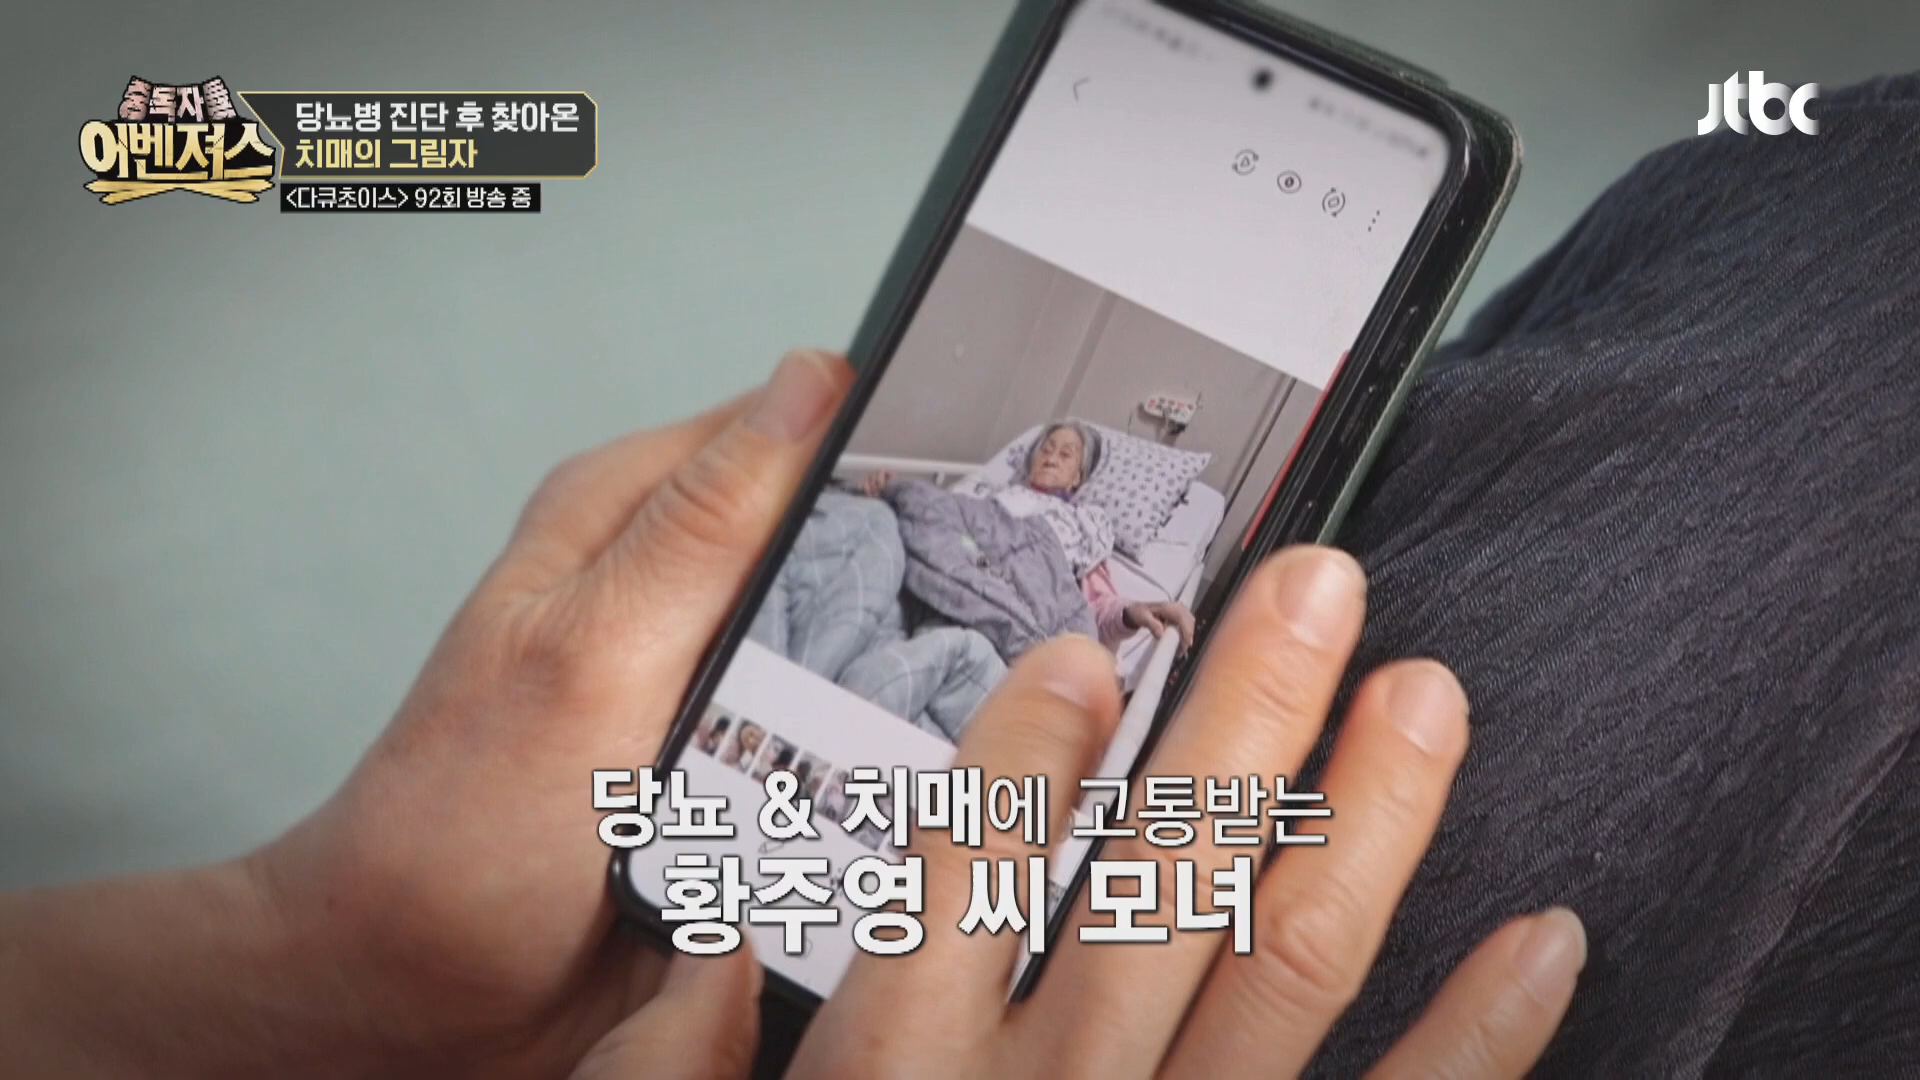 중독자들
어벤져스
당뇨병 진단 후 찾아온
치매의 그림자
<다큐초이스> 92회 방송 중
jtbc
당뇨 & 치매에 고통받는
황주영 씨 모녀